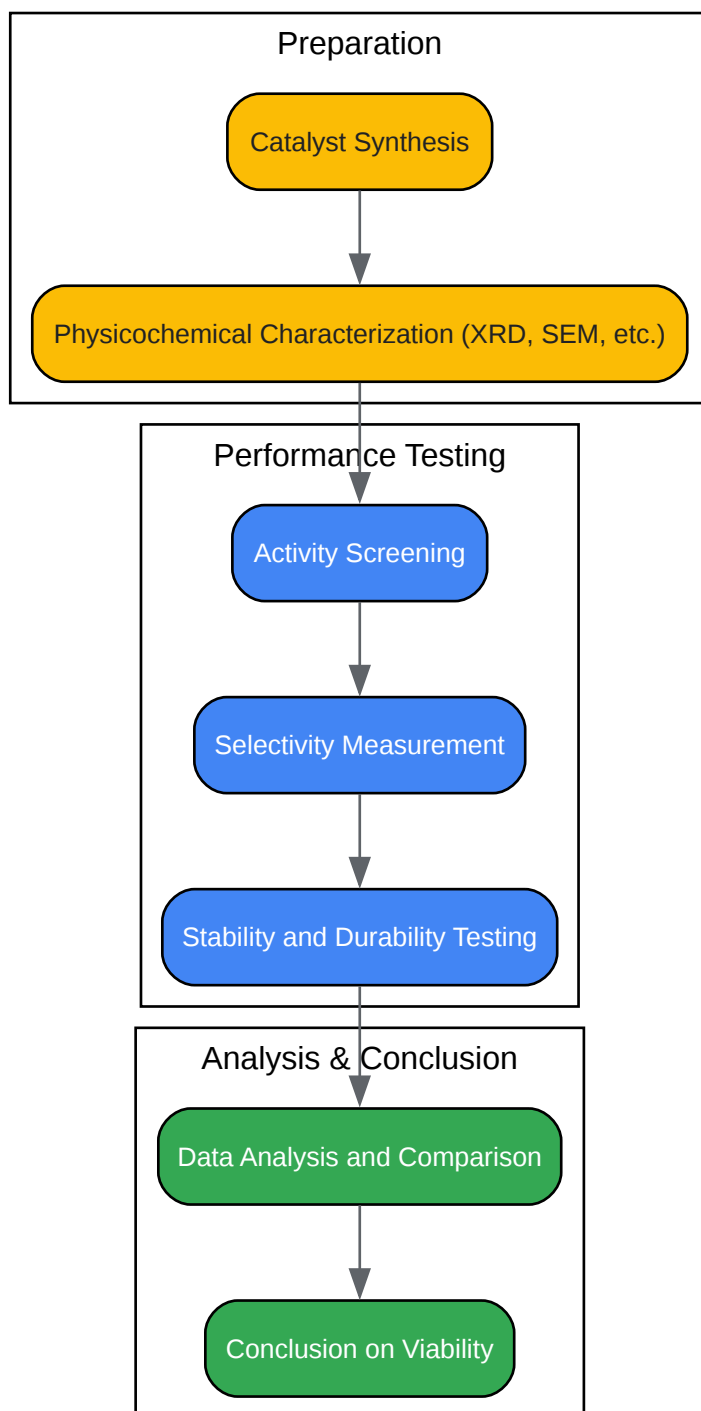 Preparation
Catalyst Synthesis
Physicochemical Characterization (XRD, SEM, etc.)
Performance Testing
Activity Screening
Selectivity Measurement
Stability and Durability Testing
Analysis & Conclusion
Data Analysis and Comparison
Conclusion on Viability